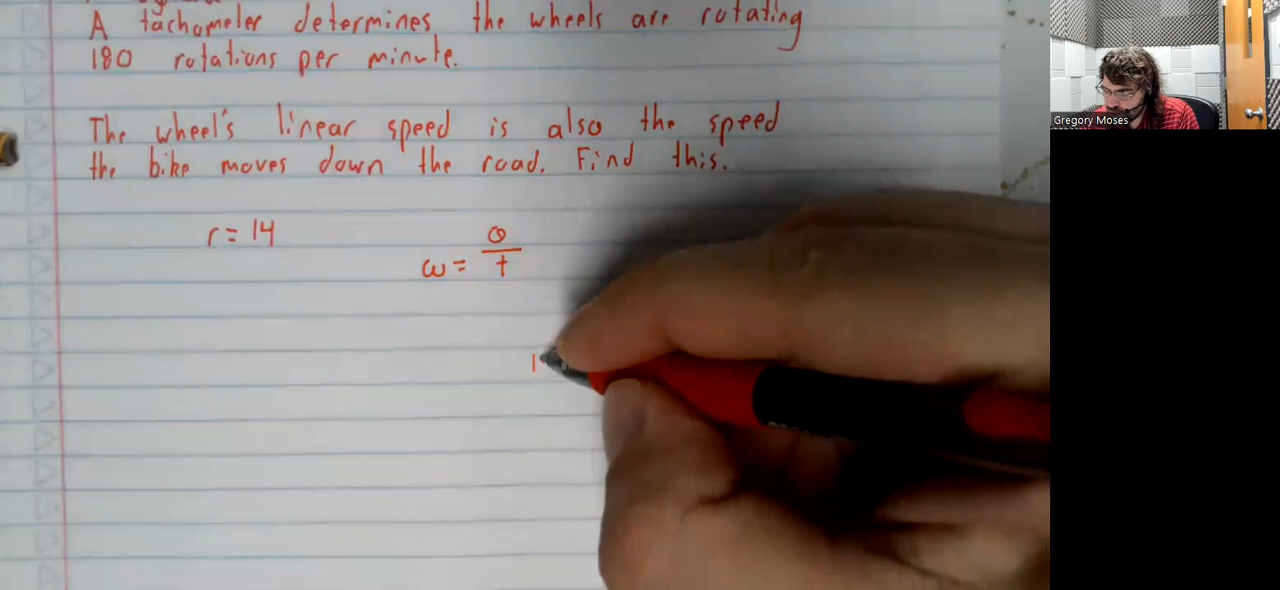 A tachometer determines the wheels are rotating
180 rotations per minute.
The wheel's linear speed is also the speed
the bike moves down the road. Find this.
r = 14
ω = θ/t
1
Gregory Moses